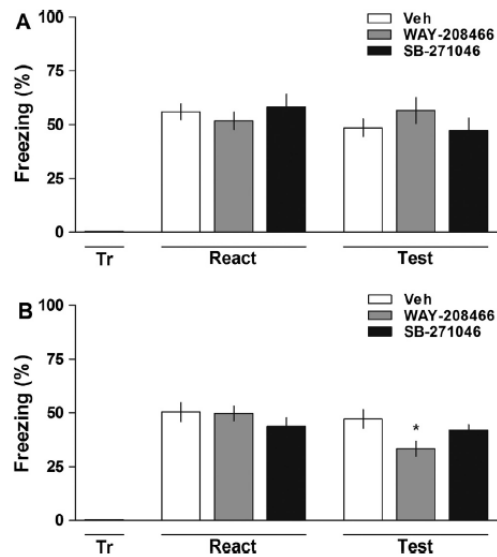 A
100
75
50
25
0
Freezing (%)
Veh
WAY-208466
SB-271046
Tr React Test
B
100
75
50
25
0
Freezing (%)
Veh
WAY-208466
SB-271046
*
Tr React Test